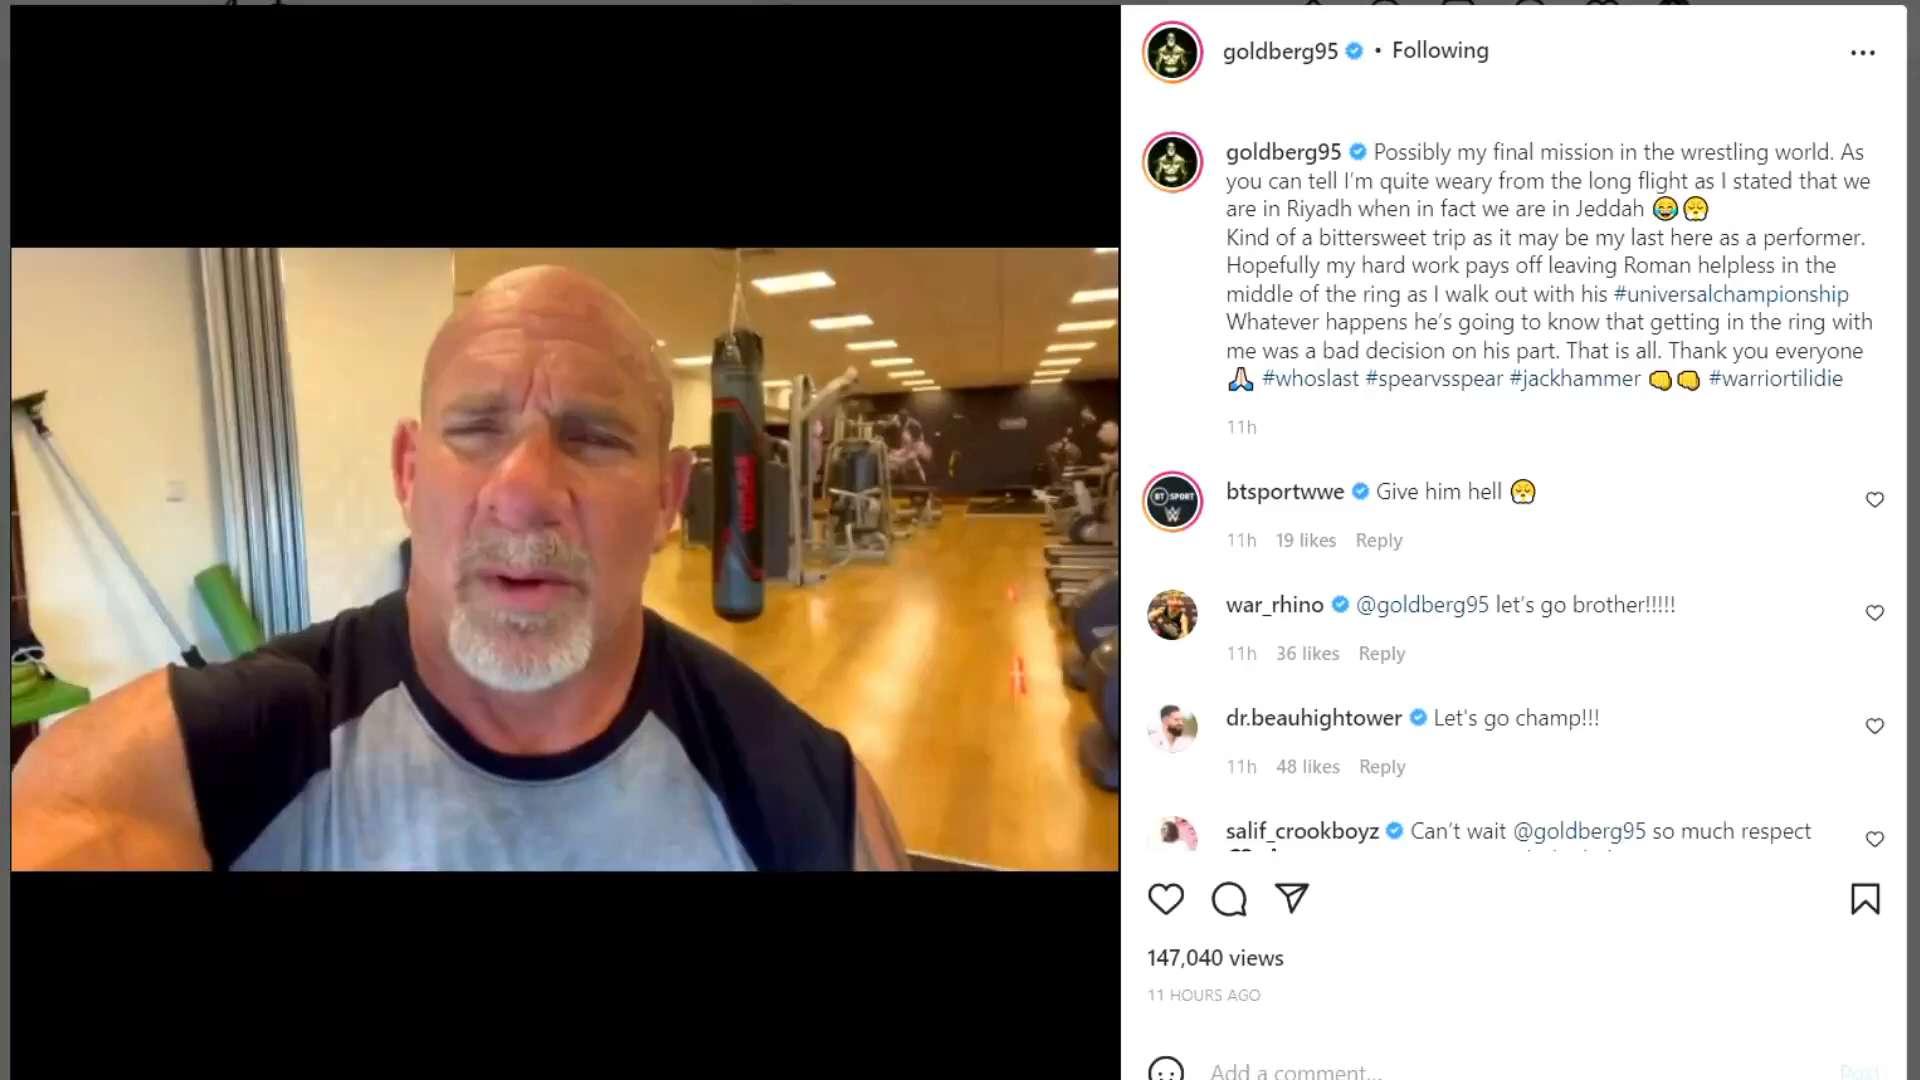 goldberg95 • Following
goldberg95 Possibly my final mission in the wrestling world. As
you can tell I'm quite weary from the long flight as I stated that we
are in Riyadh when in fact we are in Jeddah 😂😤
Kind of a bittersweet trip as it may be my last here as a performer.
Hopefully my hard work pays off leaving Roman helpless in the
middle of the ring as I walk out with his #universalchampionship
Whatever happens he's going to know that getting in the ring with
me was a bad decision on his part. That is all. Thank you everyone
🙏🏻 #whoslast #spearvsspear #jackhammer 👊👊 #warriortilidie
11h
BT SPORT
W
btsportwwe Give him hell 😤
11h 19 likes Reply
war_rhino @goldberg95 let's go brother!!!!!
11h 36 likes Reply
dr.beauhightower Let's go champ!!!
11h 48 likes Reply
salif_crookboyz Can't wait @goldberg95 so much respect
147,040 views
11 HOURS AGO
Add a comment...
Post